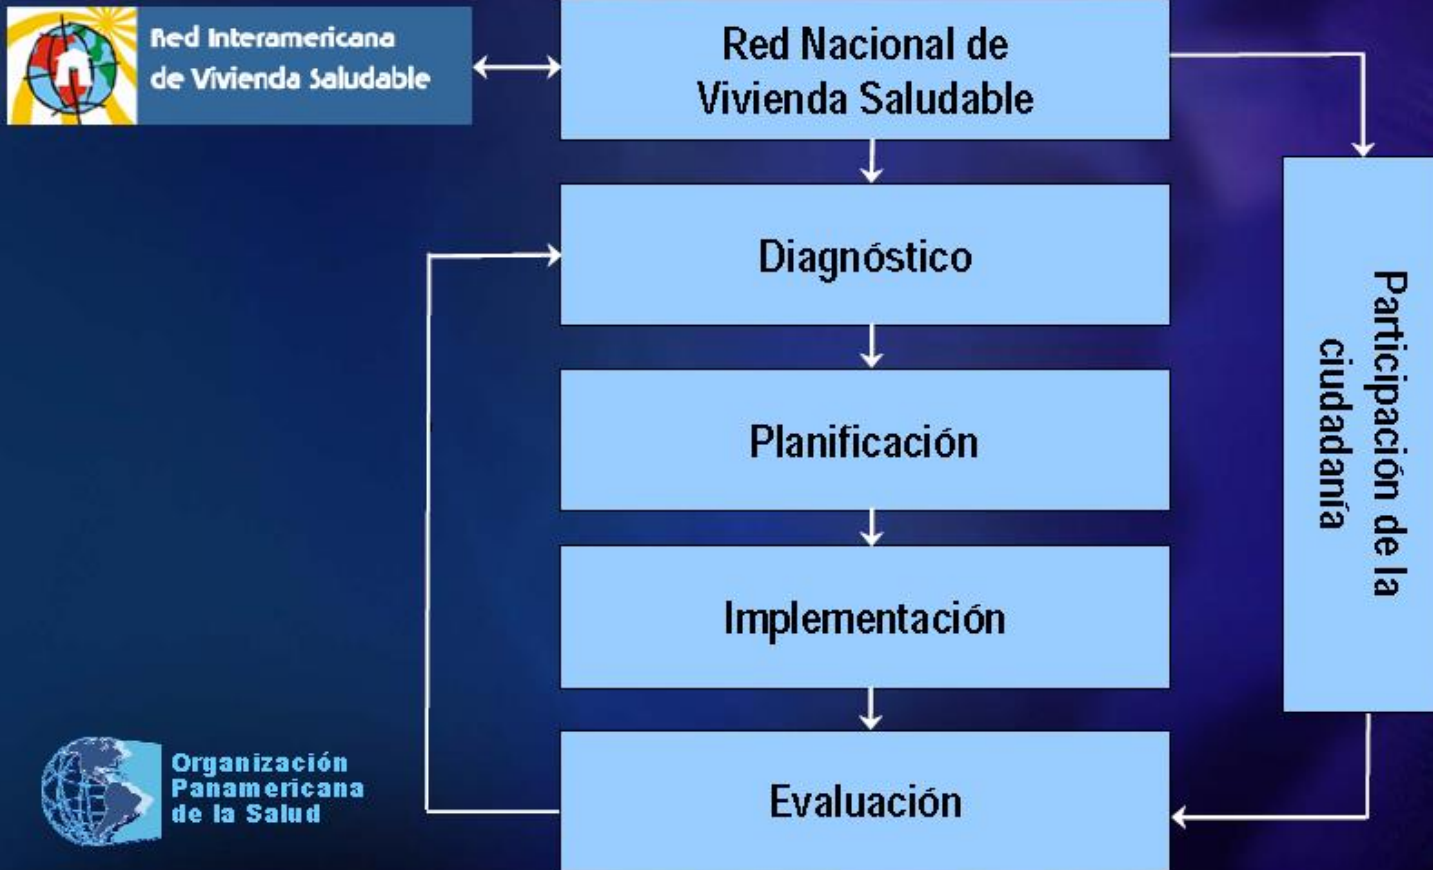 Red Interamericana
de Vivienda Saludable
Red Nacional de
Vivienda Saludable
Diagnóstico
Planificación
Implementación
Evaluación
Participación de la
ciudadanía
Organización
Panamericana
de la Salud